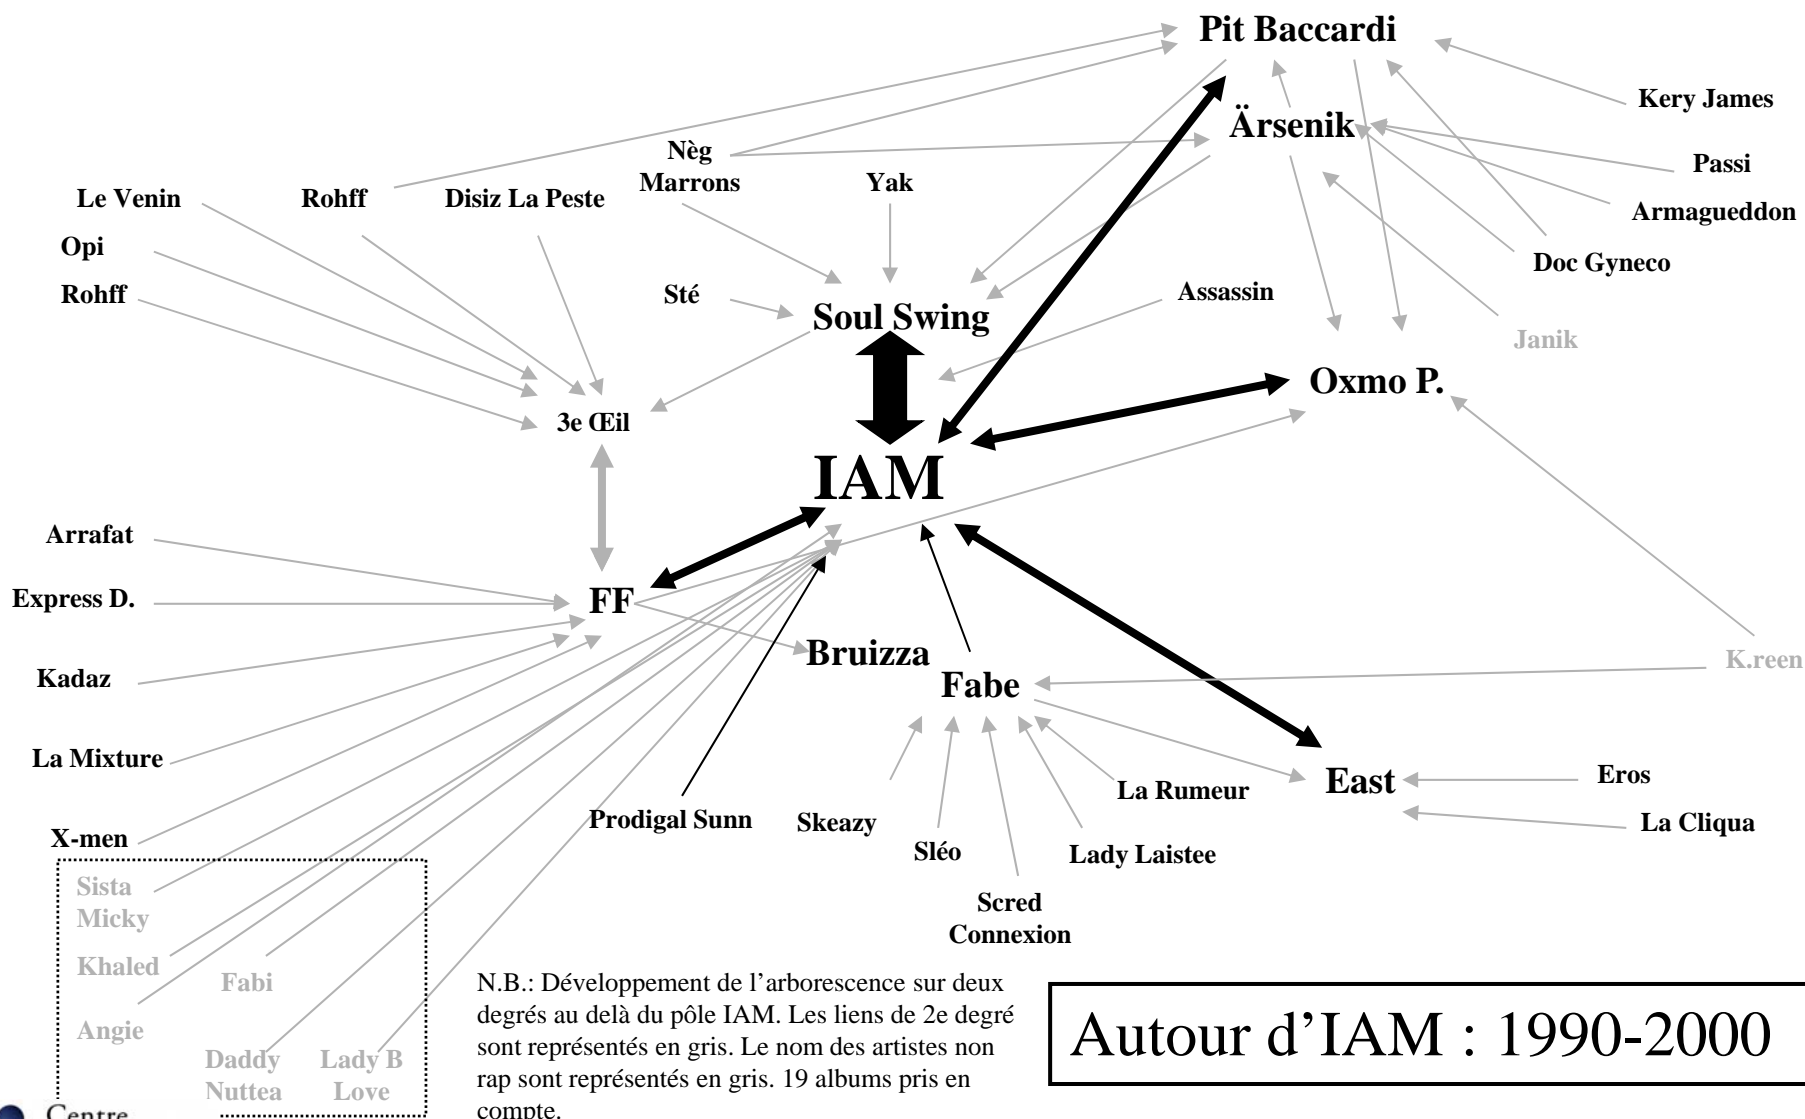 Pit Baccardi
Kery James
Ärsenik
Nèg
Marrons
Yak
Passi
Le Venin
Rohff
Disiz La Peste
Armagueddon
Opi
Doc Gyneco
Rohff
Sté
Assassin
Soul Swing
Janik
Oxmo P.
3e Œil
IAM
Arrafat
Express D.
FF
Bruizza
K.reen
Kadaz
Fabe
La Mixture
East
Eros
La Rumeur
Prodigal Sunn
Skeazy
La Cliqua
X-men
Sléo
Lady Laistee
Sista
Micky
Scred
Connexion
Khaled
Fabi
Angie
Daddy
Nuttea
Lady B
Love
N.B.: Développement de l’arborescence sur deux
degrés au delà du pôle IAM. Les liens de 2e degré
sont représentés en gris. Le nom des artistes non
rap sont représentés en gris. 19 albums pris en
compte.
Autour d’IAM : 1990-2000
Centre